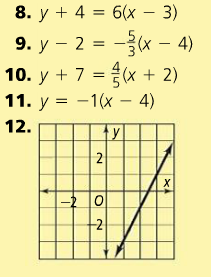 8. y + 4 = 6(x − 3)
9. y − 2 = −5/3(x − 4)
10. y + 7 = 4/5(x + 2)
11. y = −1(x − 4)
12.
y
2
x
−2 O
−2